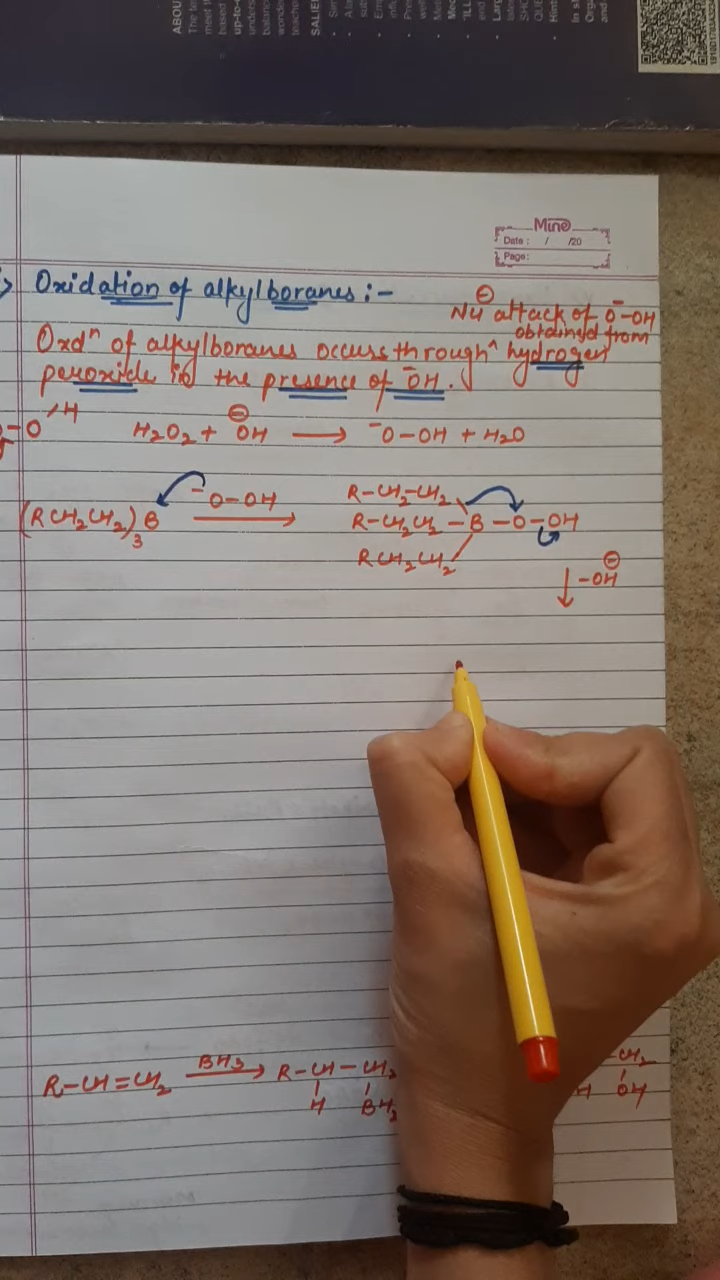 Mine
Date : / /20
Page:
Oxidation of alkylboranes :-
Nu⊖ attack of ⁻O-OH
obtained from
Oxdⁿ of alkylboranes occurs through ^ hydrogen
peroxide in the presence of ⁻OH.
-O H
H₂O₂ + ⊖OH ⟶ ⁻O-OH + H₂O
(RCH₂CH₂)₃B ⁻O-OH ⟶
R-CH₂-CH₂
R-CH₂CH₂-B-O-OH
RCH₂CH₂
↓ -OH⊖
R-CH=CH₂ BH₃ ⟶ R-CH-CH₂ -CH₂
H BH₂ H OH